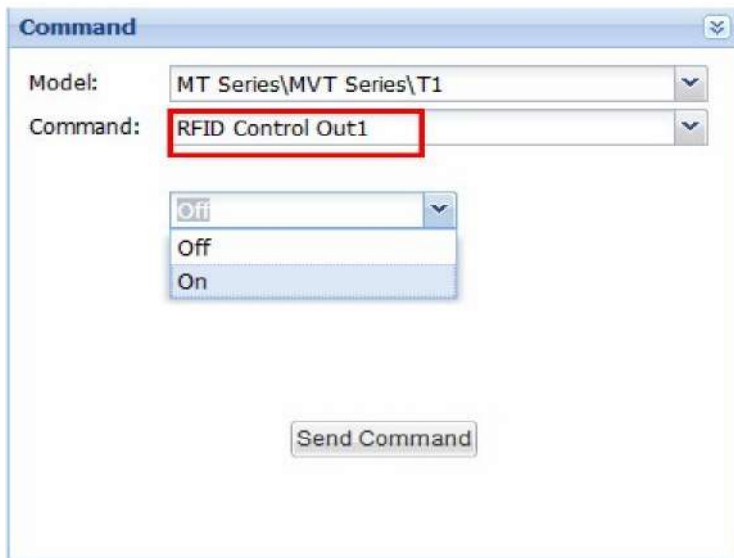 Command
Model: MT Series\MVT Series\T1
Command: RFID Control Out1
Off
Off
On
Send Command